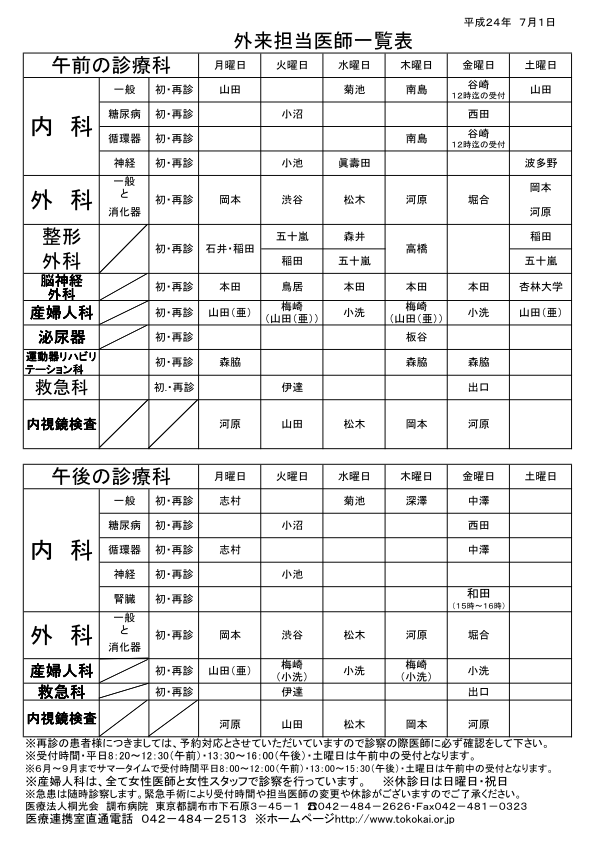 平成24年 7月1日
外来担当医師一覧表
午前の診療科 月曜日 火曜日 水曜日 木曜日 金曜日 土曜日
内 科 一般 初・再診 山田 菊池 南島 谷崎 12時迄の受付 山田
糖尿病 初・再診 小沼 西田
循環器 初・再診 南島 谷崎 12時迄の受付
神経 初・再診 小池 眞壽田 波多野
外 科 一般 と 消化器 初・再診 岡本 渋谷 松木 河原 堀合 岡本 河原
整形 外科 初・再診 石井・稲田 五十嵐 森井 高橋 稲田
稲田 五十嵐 五十嵐
脳神経 外科 初・再診 本田 鳥居 本田 本田 本田 杏林大学
産婦人科 初・再診 山田(亜) 梅崎 (山田(亜)) 小洗 梅崎 (山田(亜)) 小洗 山田(亜)
泌尿器 初・再診 板谷
運動器リハビリ テーション科 初・再診 森脇 森脇 森脇
救急科 初.・再診 伊達 出口
内視鏡検査 河原 山田 松木 岡本 河原
午後の診療科 月曜日 火曜日 水曜日 木曜日 金曜日 土曜日
内 科 一般 初・再診 志村 菊池 深澤 中澤
糖尿病 初・再診 小沼 西田
循環器 初・再診 志村 中澤
神経 初・再診 小池
腎臓 初・再診 和田 (15時~16時)
外 科 一般 と 消化器 初・再診 岡本 渋谷 松木 河原 堀合
産婦人科 初・再診 山田(亜) 梅崎 (小洗) 小洗 梅崎 (小洗) 小洗
救急科 初・再診 伊達 出口
内視鏡検査 河原 山田 松木 岡本 河原
※再診の患者様につきましては、予約対応とさせていただいていますので診察の際医師に必ず確認をして下さい。
※受付時間・平日8:20~12:30(午前)・13:30~16:00(午後)・土曜日は午前中の受付となります。
※6月~9月までサマータイムで受付時間平日8:00~12:00(午前)・13:00~15:30(午後)・土曜日は午前中の受付となります。
※産婦人科は、全て女性医師と女性スタッフで診察を行っています。 ※休診日は日曜日・祝日
※急患は随時診察します。緊急手術により受付時間や担当医師の変更や休診がございますのでご了承ください。
医療法人桐光会 調布病院 東京都調布市下石原3-45-1 ☎042-484-2626・Fax042-481-0323
医療連携室直通電話 042-484-2513 ※ホームページhttp://www.tokokai.or.jp